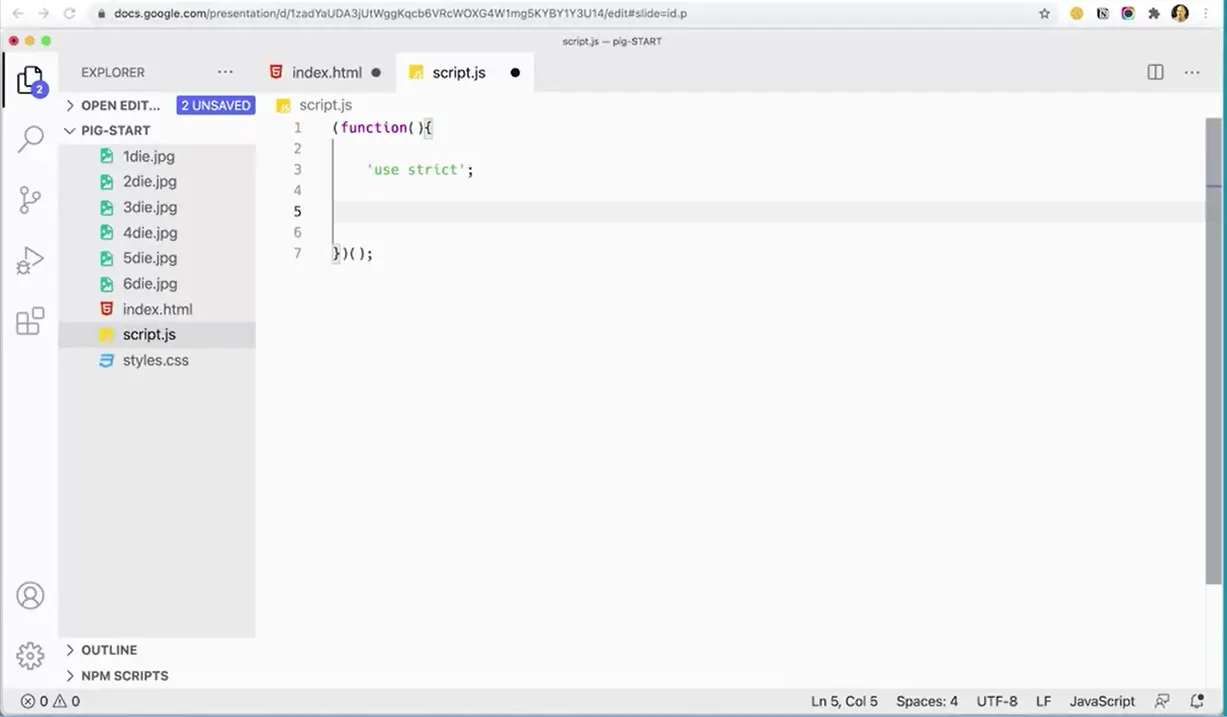 docs.google.com/presentation/d/1zadYaUDA3jUtWggKqcb6VRcWOXG4W1mg5KYBY1Y3U14/edit#slide=id.p
script.js — pig-START
EXPLORER ...
index.html
script.js
2
OPEN EDIT... 2 UNSAVED
script.js
PIG-START
1die.jpg
2die.jpg
3die.jpg
4die.jpg
5die.jpg
6die.jpg
index.html
script.js
styles.css
1 (function(){
2
3 'use strict';
4
5
6
7 })();
OUTLINE
NPM SCRIPTS
0 0
Ln 5, Col 5 Spaces: 4 UTF-8 LF JavaScript